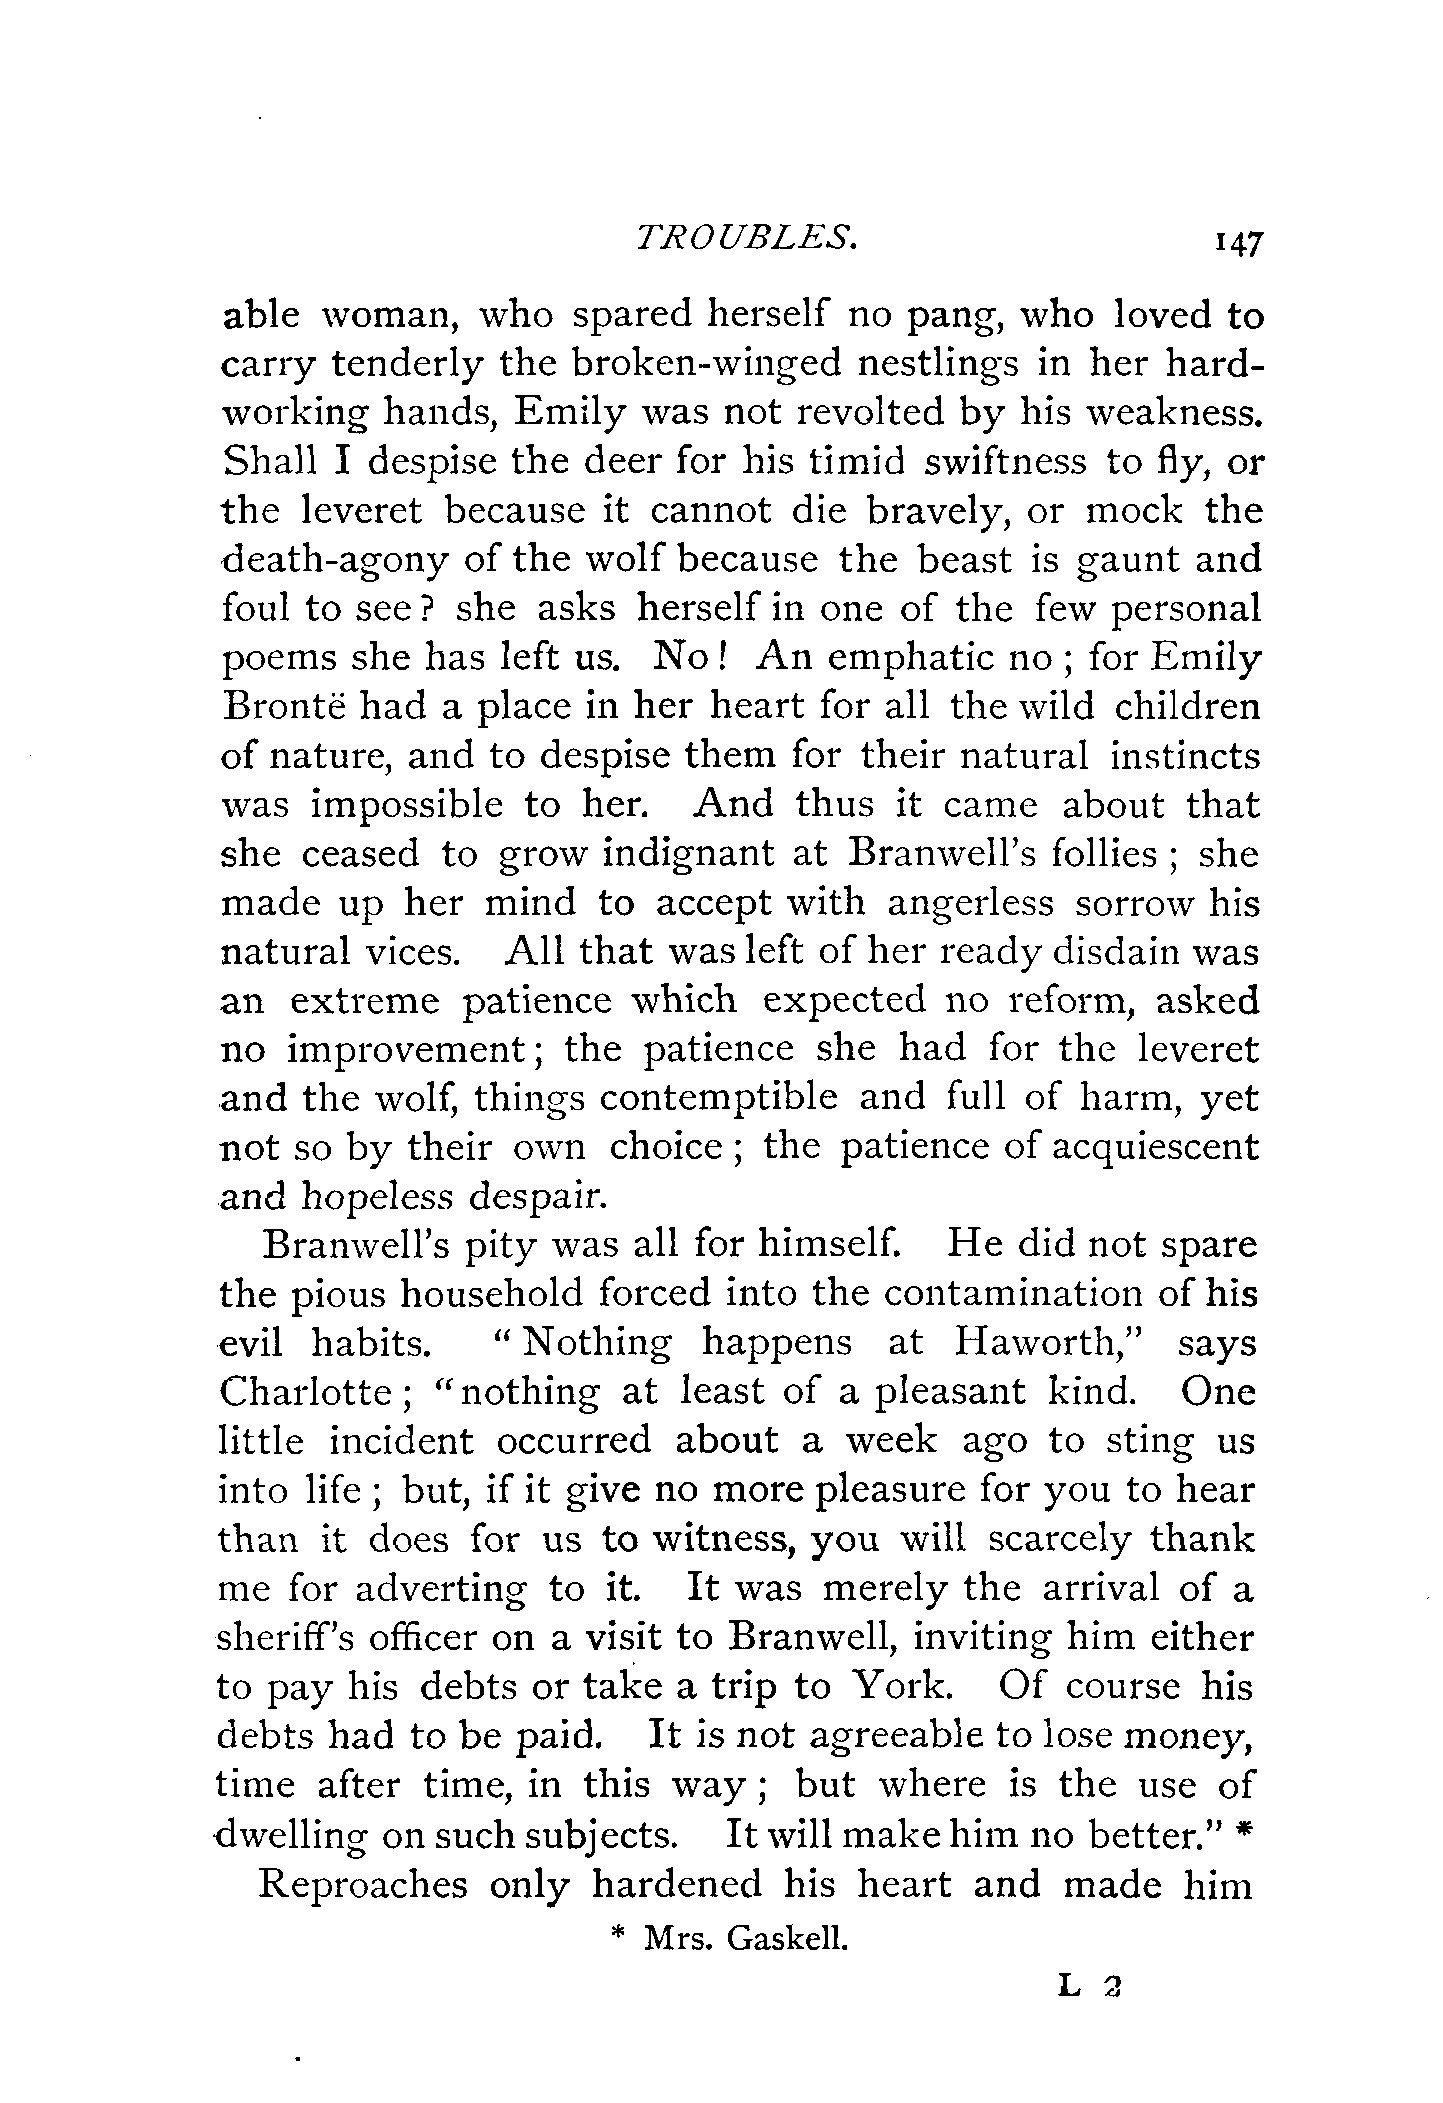 TROUBLES. 147
able woman, who spared herself no pang, who loved to
carry tenderly the broken-winged nestlings in her hard-
working hands, Emily was not revolted by his weakness.
Shall I despise the deer for his timid swiftness to fly, or
the leveret because it cannot die bravely, or mock the
death-agony of the wolf because the beast is gaunt and
foul to see? she asks herself in one of the few personal
poems she has left us. No! An emphatic no; for Emily
Brontë had a place in her heart for all the wild children
of nature, and to despise them for their natural instincts
was impossible to her. And thus it came about that
she ceased to grow indignant at Branwell's follies; she
made up her mind to accept with angerless sorrow his
natural vices. All that was left of her ready disdain was
an extreme patience which expected no reform, asked
no improvement; the patience she had for the leveret
and the wolf, things contemptible and full of harm, yet
not so by their own choice; the patience of acquiescent
and hopeless despair.
Branwell's pity was all for himself. He did not spare
the pious household forced into the contamination of his
evil habits. "Nothing happens at Haworth," says
Charlotte; "nothing at least of a pleasant kind. One
little incident occurred about a week ago to sting us
into life; but, if it give no more pleasure for you to hear
than it does for us to witness, you will scarcely thank
me for adverting to it. It was merely the arrival of a
sheriff's officer on a visit to Branwell, inviting him either
to pay his debts or take a trip to York. Of course his
debts had to be paid. It is not agreeable to lose money,
time after time, in this way; but where is the use of
dwelling on such subjects. It will make him no better." *
Reproaches only hardened his heart and made him
* Mrs. Gaskell.
L 2